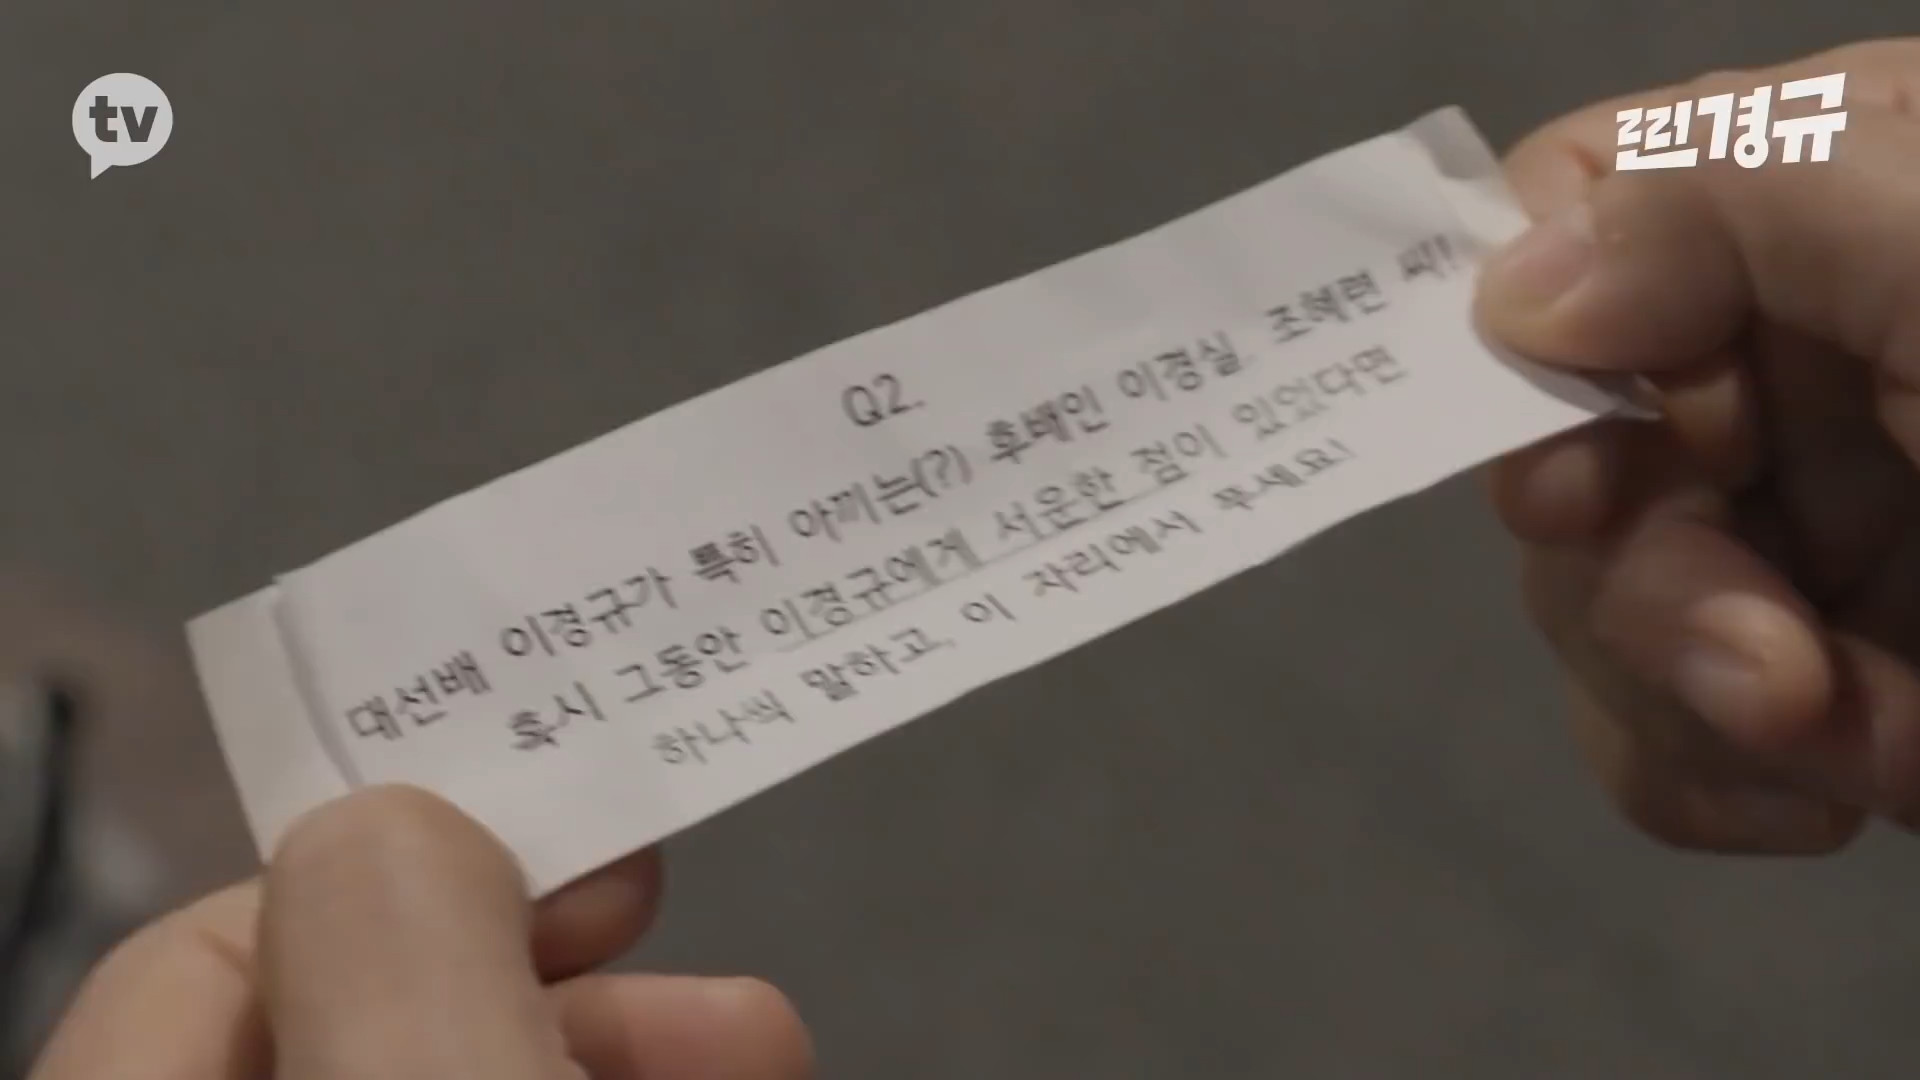 tv
찐경규
Q2.
대선배 이경규가 특히 아끼는(?) 후배인 이경실, 조혜련 씨!
혹시 그동안 이경규에게 서운한 점이 있었다면
하나씩 말하고, 이 자리에서 푸세요!